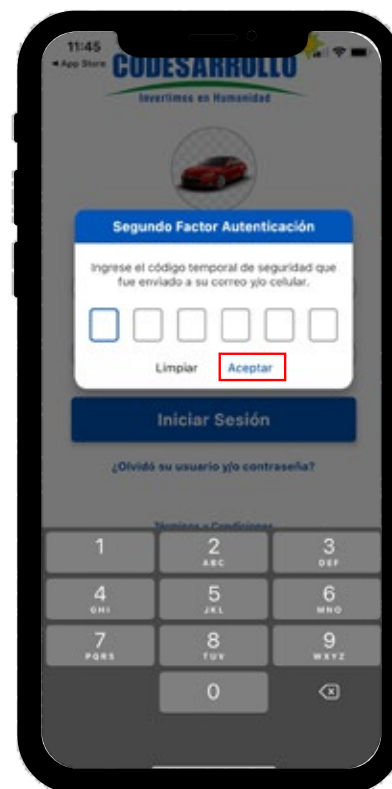 11:45
App Store
CODESARROLLO
Invertimos en Humanidad
Segundo Factor Autenticación
Ingrese el código temporal de seguridad que
fue enviado a su correo y/o celular.
Limpiar Aceptar
Iniciar Sesión
¿Olvidó su usuario y/o contraseña?
Términos y Condiciones
1 2 3
ABC DEF
4 5 6
GHI JKL MNO
7 8 9
PQRS TUV WXYZ
0